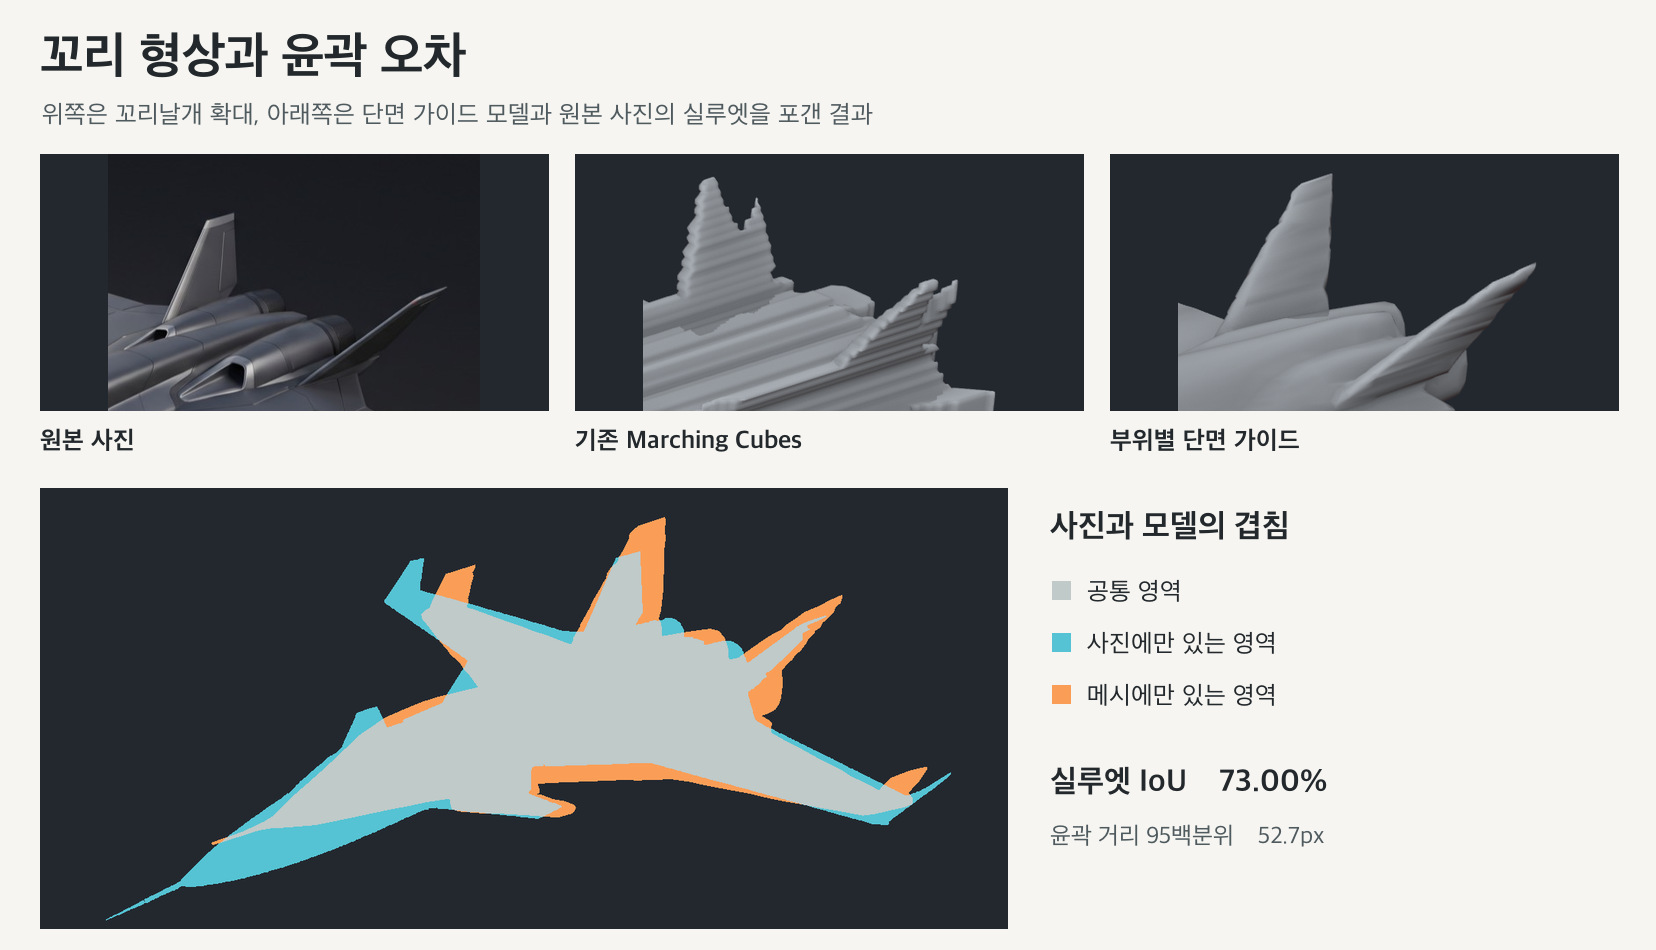 꼬리 형상과 윤곽 오차
위쪽은 꼬리날개 확대, 아래쪽은 단면 가이드 모델과 원본 사진의 실루엣을 포갠 결과
원본 사진
기존 Marching Cubes
부위별 단면 가이드
사진과 모델의 겹침
공통 영역
사진에만 있는 영역
메시에만 있는 영역
실루엣 IoU 73.00%
윤곽 거리 95백분위 52.7px